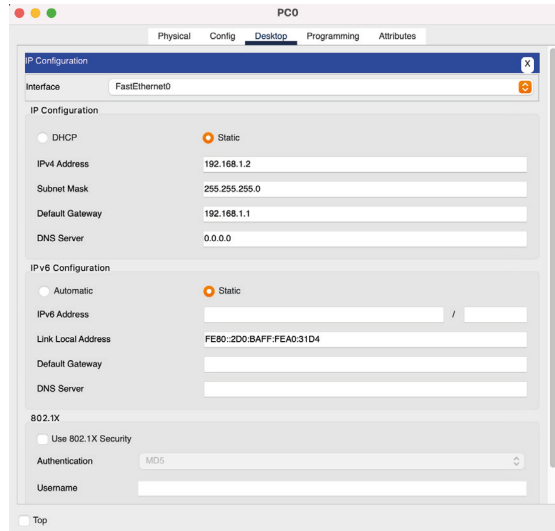 PC0
Physical Config Desktop Programming Attributes
IP Configuration X
Interface FastEthernet0
IP Configuration
DHCP Static
IPv4 Address 192.168.1.2
Subnet Mask 255.255.255.0
Default Gateway 192.168.1.1
DNS Server 0.0.0.0
IPv6 Configuration
Automatic Static
IPv6 Address /
Link Local Address FE80::2D0:BAFF:FEA0:31D4
Default Gateway
DNS Server
802.1X
Use 802.1X Security
Authentication MD5
Username
Top